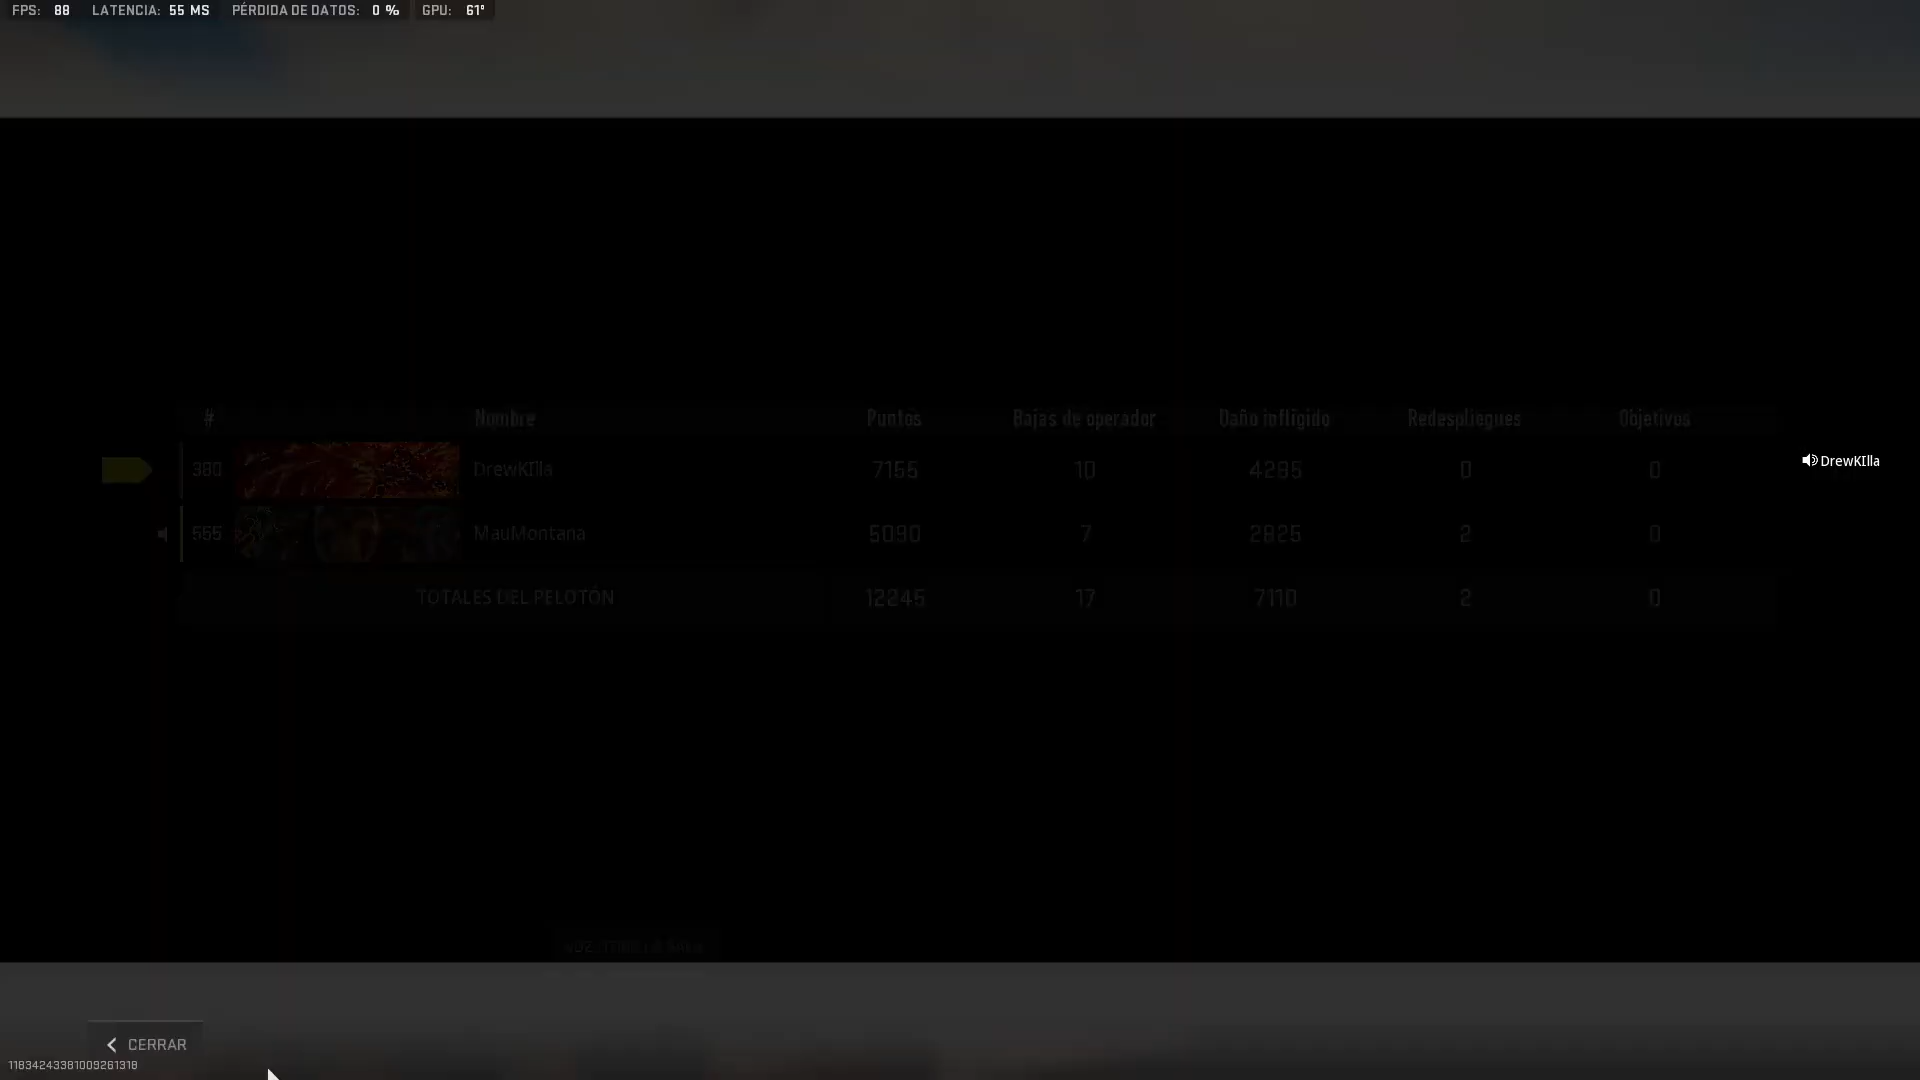 FPS: 88 LATENCIA: 55 MS PÉRDIDA DE DATOS: 0 % GPU: 61°
# Nombre Puntos Bajas de operador Daño infligido Redespliegues Objetivos
380 DrewKIlla 7155 10 4285 0 0
DrewKIlla
555 MauMontana 5090 7 2825 2 0
TOTALES DEL PELOTÓN 12245 17 7110 2 0
CERRAR
11834243381009261318